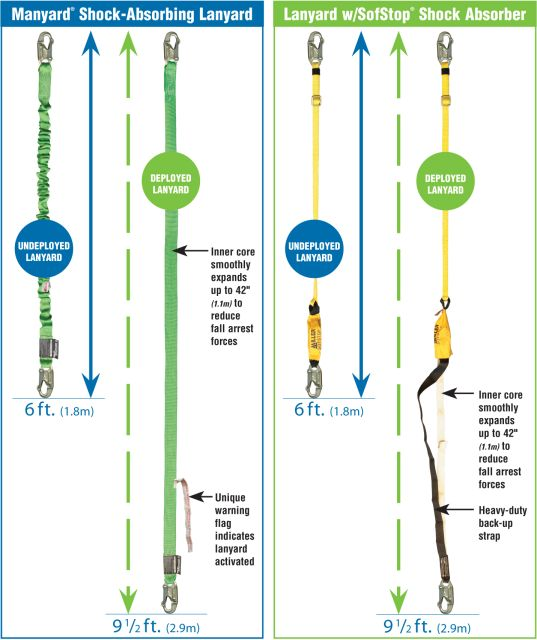 Manyard® Shock-Absorbing Lanyard
DEPLOYED
LANYARD
UNDEPLOYED
LANYARD
Inner core
smoothly
expands
up to 42"
(1.1m) to
reduce
fall arrest
forces
6 ft. (1.8m)
Unique
warning
flag
indicates
lanyard
activated
9 1/2 ft. (2.9m)
Lanyard w/SofStop® Shock Absorber
DEPLOYED
LANYARD
UNDEPLOYED
LANYARD
MILLER
6 ft. (1.8m)
Inner core
smoothly
expands
up to 42"
(1.1m) to
reduce
fall arrest
forces
Heavy-duty
back-up
strap
9 1/2 ft. (2.9m)